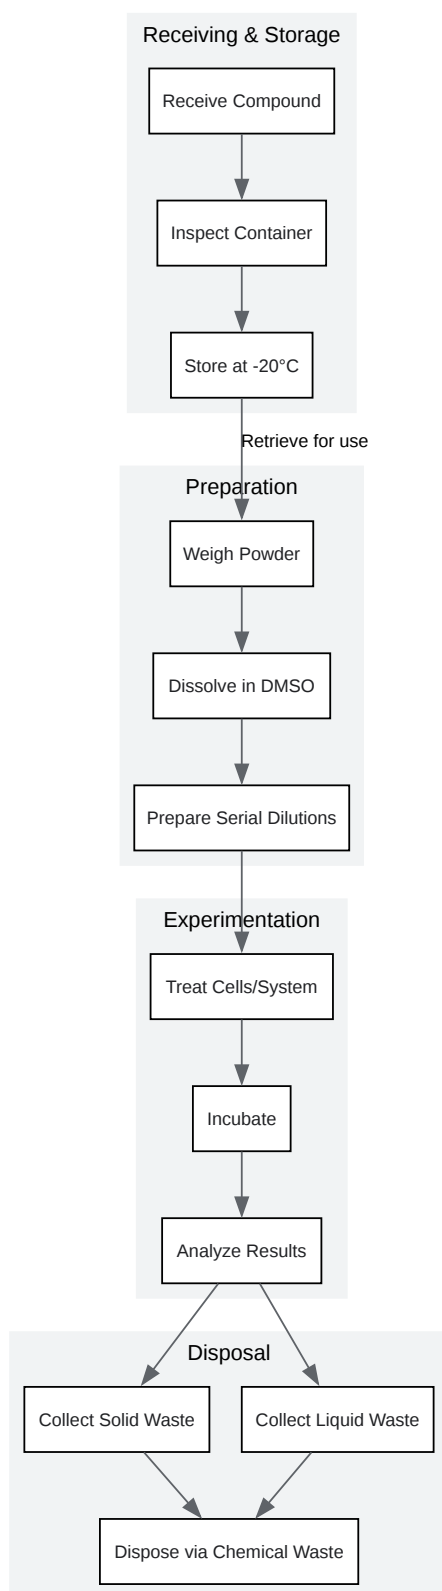 Receiving & Storage
Receive Compound
Inspect Container
Store at -20°C
Retrieve for use
Preparation
Weigh Powder
Dissolve in DMSO
Prepare Serial Dilutions
Experimentation
Treat Cells/System
Incubate
Analyze Results
Disposal
Collect Solid Waste
Collect Liquid Waste
Dispose via Chemical Waste